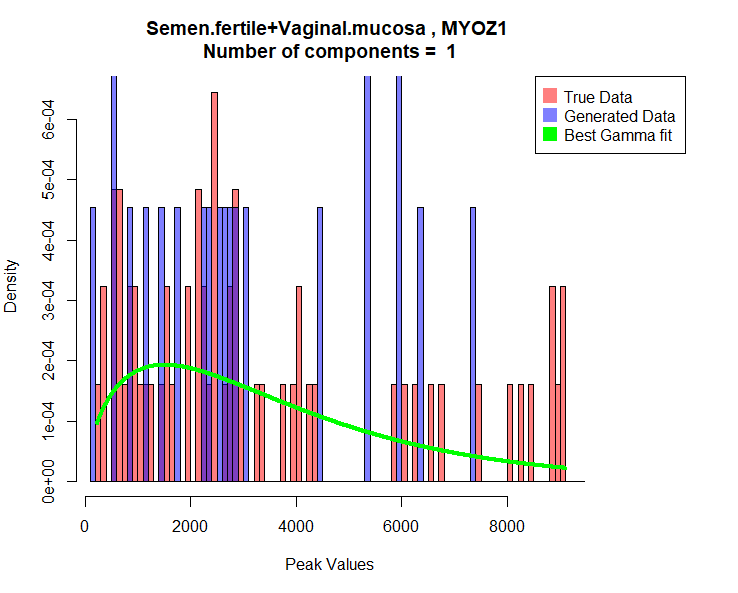 Semen.fertile+Vaginal.mucosa , MYOZ1
Number of components =  1
True Data
Generated Data
Best Gamma fit
Density
6e-04
5e-04
4e-04
3e-04
2e-04
1e-04
0e+00
0 2000 4000 6000 8000
Peak Values